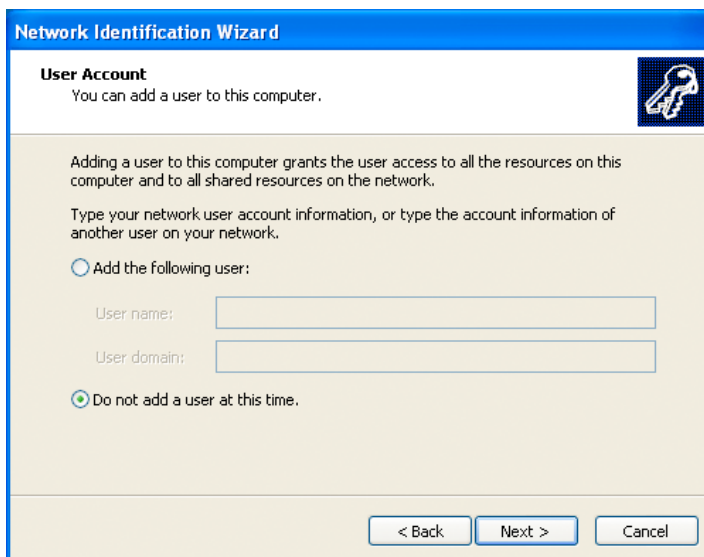 Network Identification Wizard
User Account
You can add a user to this computer.
Adding a user to this computer grants the user access to all the resources on this
computer and to all shared resources on the network.
Type your network user account information, or type the account information of
another user on your network.
Add the following user:
User name:
User domain:
Do not add a user at this time.
< Back
Next >
Cancel